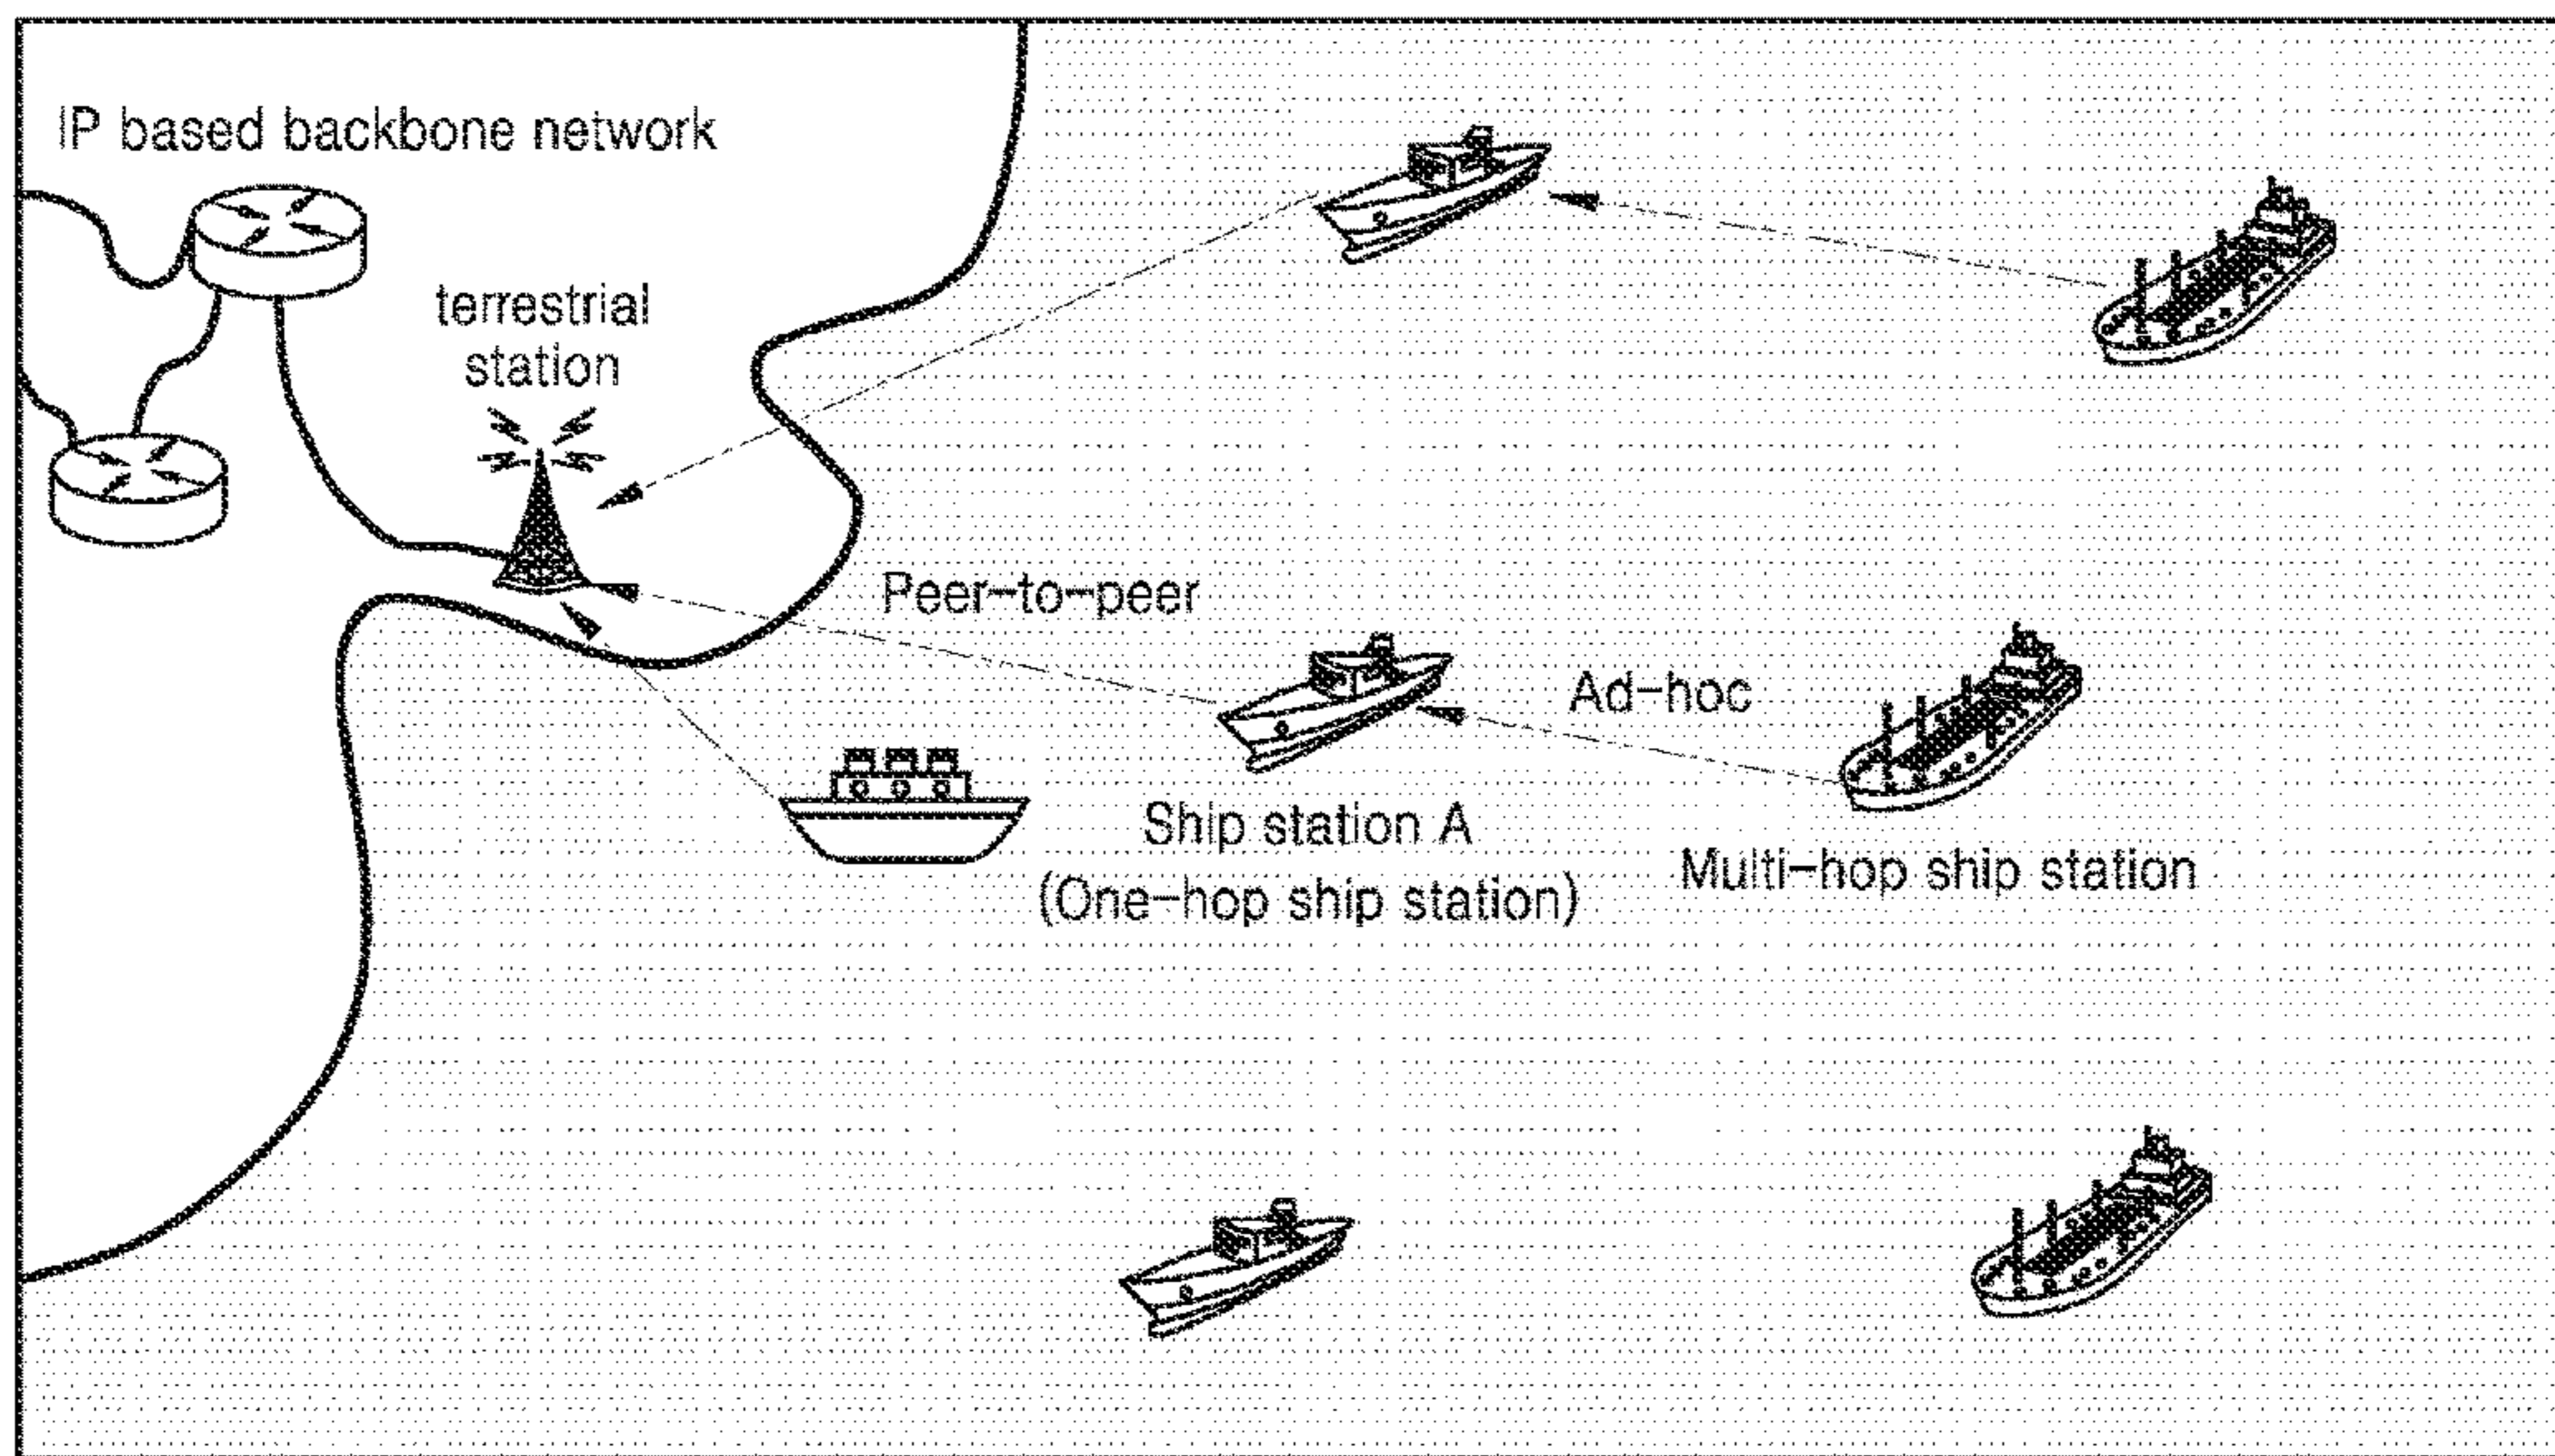 IP based backbone network
terrestrial
station
Peer-to-peer
Ad-hoc
Ship station A
(One-hop ship station)
Multi-hop ship station